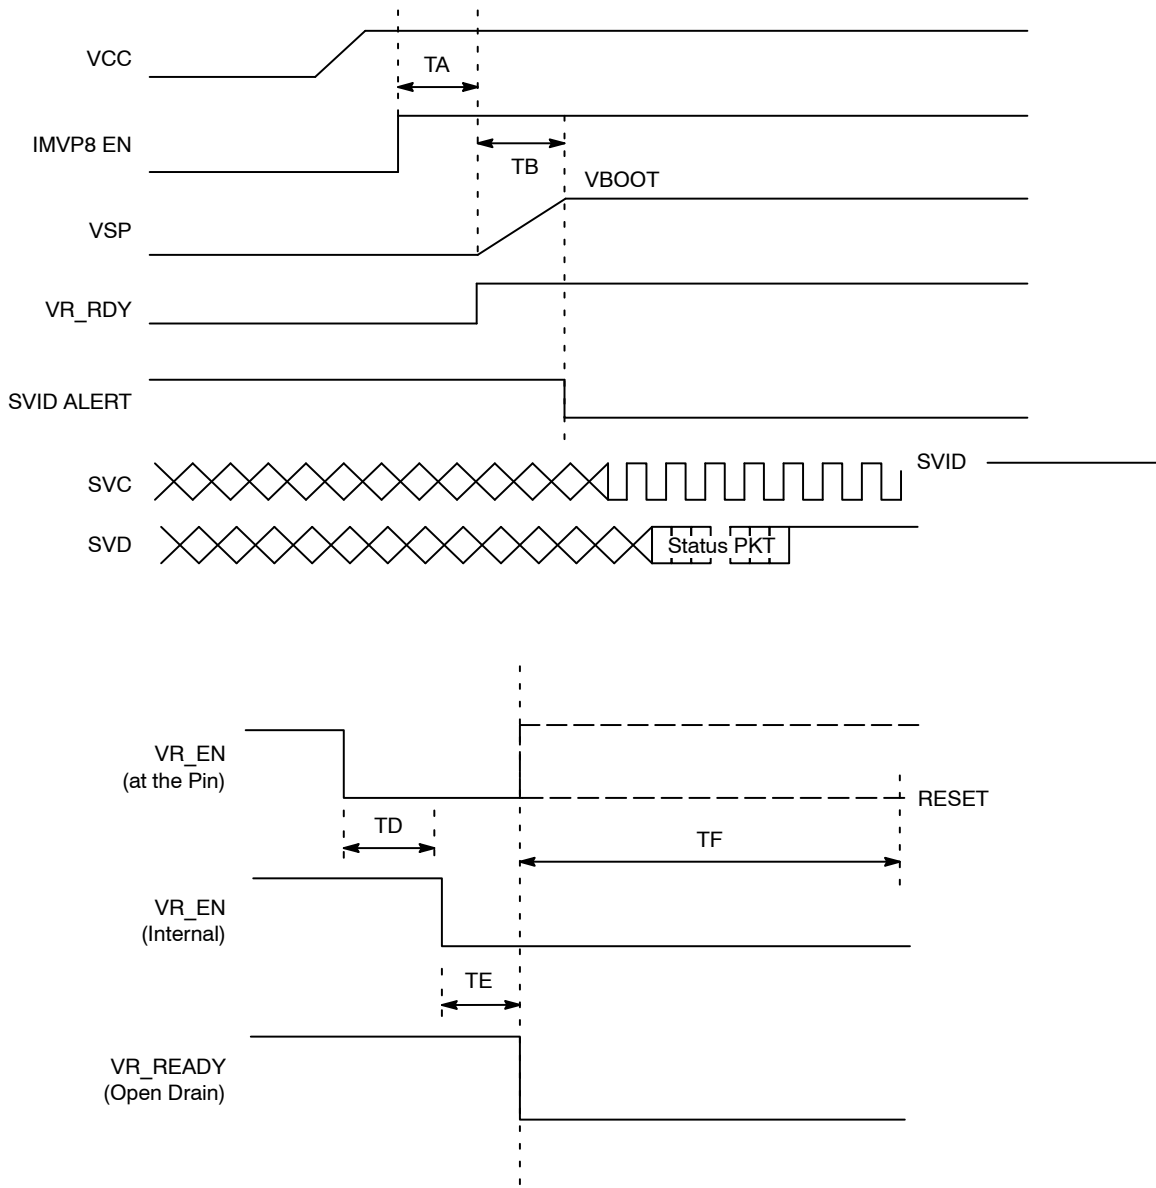 VCC
TA
IMVP8 EN
TB
VBOOT
VSP
VR_RDY
SVID ALERT
SVC
SVID
SVD
Status PKT
VR_EN
(at the Pin)
RESET
TD
TF
VR_EN
(Internal)
TE
VR_READY
(Open Drain)